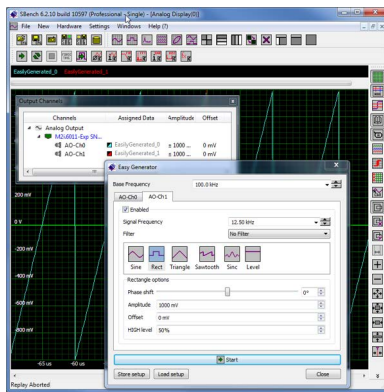 SBench 6.2.10 build 10597 (Professional - Single) - [Analog Display(0)]
File New Hardware Settings Windows Help (?)
EasilyGenerated_0 EasilyGenerated_1
Output Channels
Channels Assigned Data Amplitude Offset
Analog Output
M2i.6011-Exp SN...
AO-Ch0 EasilyGenerated_0 ± 1000 ... 0 mV
AO-Ch1 EasilyGenerated_1 ± 1000 ... 0 mV
Easy Generator
Base Frequency 100.0 kHz
AO-Ch0 AO-Ch1
Enabled
Signal Frequency 12.50 kHz
Filter No Filter
Sine Rect Triangle Sawtooth Sinc Level
Rectangle options
Phase shift 0°
Amplitude 1000 mV
Offset 0 mV
HIGH level 50%
Start
Store setup Load setup Close
200 mV
0 V
-200 mV
-400 mV
-600 mV
-800 mV
-65 us -60 us
Replay Aborted